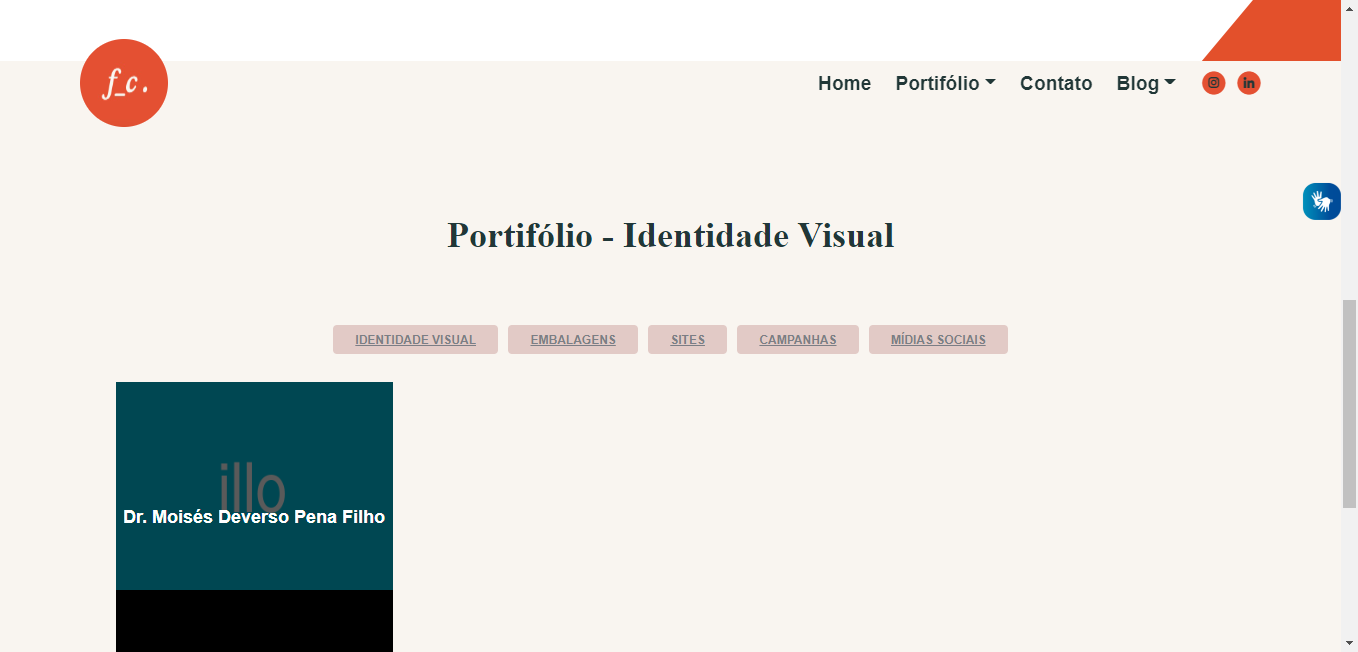 f_c.
Home Portifólio Contato Blog
Portifólio - Identidade Visual
IDENTIDADE VISUAL EMBALAGENS SITES CAMPANHAS MÍDIAS SOCIAIS
illo
Dr. Moisés Deverso Pena Filho